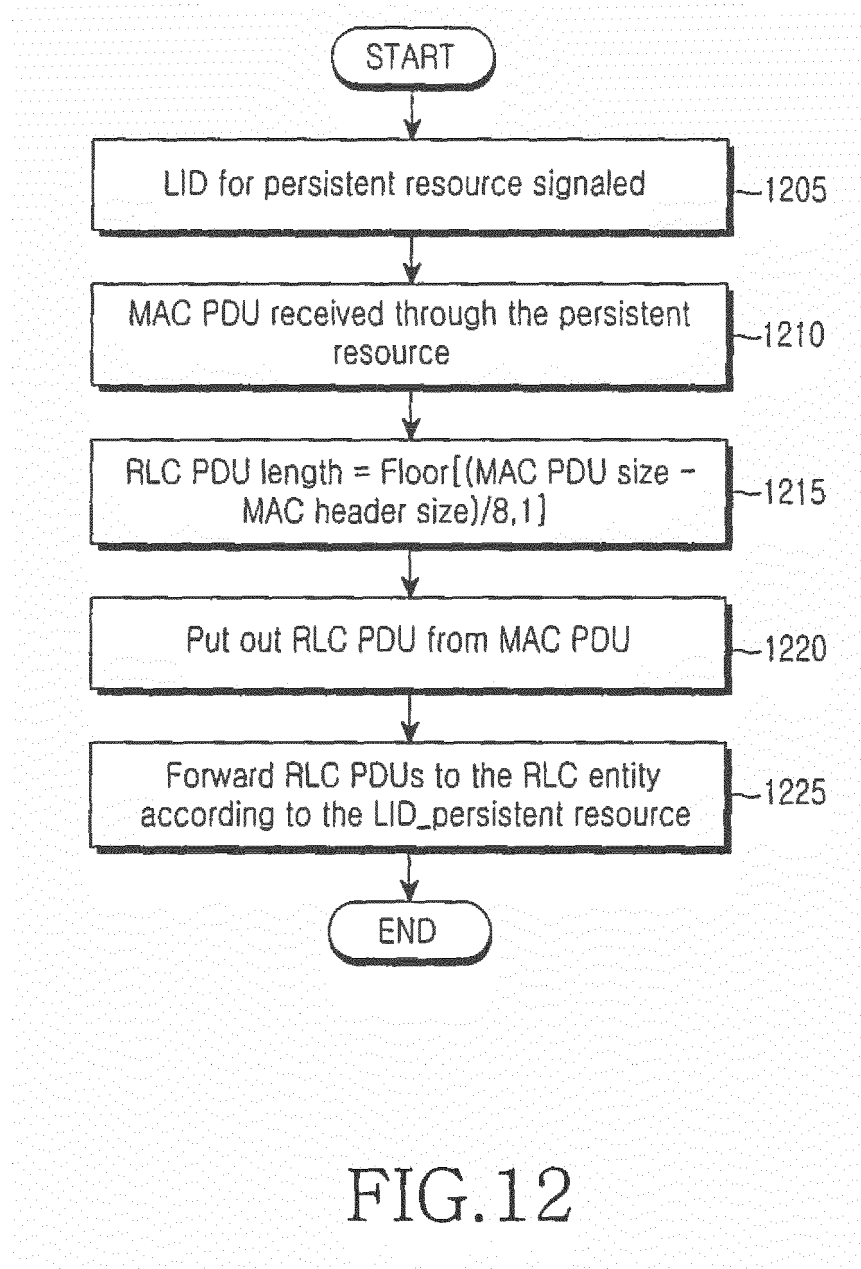 START
LID for persistent resource signaled
1205
MAC PDU received through the persistent
resource
1210
RLC PDU length = Floor[(MAC PDU size -
MAC header size)/8,1]
1215
Put out RLC PDU from MAC PDU
1220
Forward RLC PDUs to the RLC entity
according to the LID_persistent resource
1225
END
FIG.12